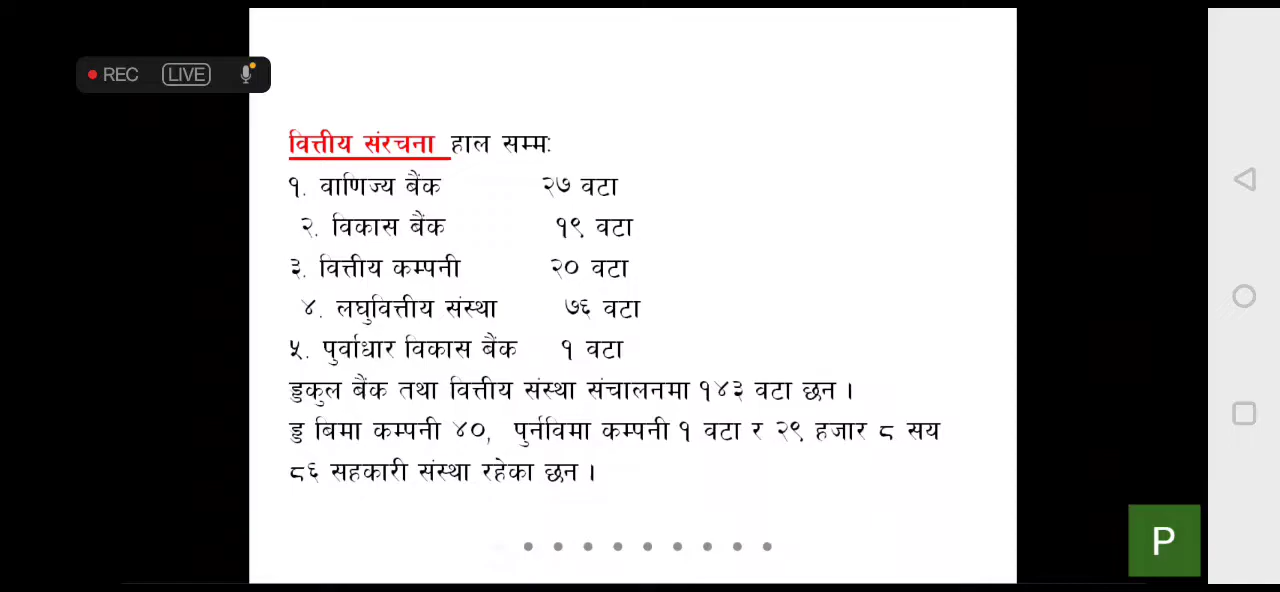 REC LIVE
वित्तीय संरचना हाल सम्मः
१. वाणिज्य बैंक २७ वटा
२. विकास बैंक १९ वटा
३. वित्तीय कम्पनी २० वटा
४. लघुवित्तीय संस्था ७६ वटा
५. पुर्वाधार विकास बैंक १ वटा
ड्डकुल बैंक तथा वित्तीय संस्था संचालनमा १४३ वटा छन ।
ड्ड बिमा कम्पनी ४०, पुर्नविमा कम्पनी १ वटा र २९ हजार ८ सय
८६ सहकारी संस्था रहेका छन ।
P